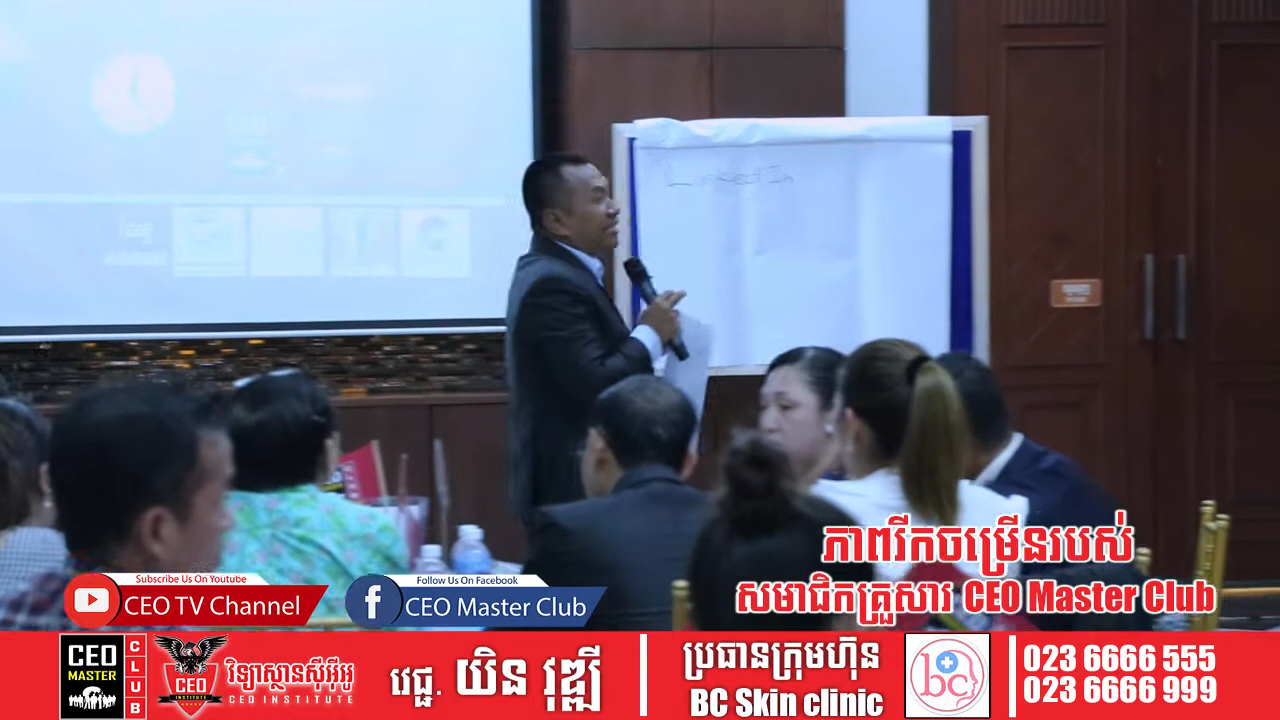 Linked In
ភាពរីកចម្រើនរបស់
សមាជិកគ្រួសារ CEO Master Club
Subscribe Us On Youtube
CEO TV Channel
Follow Us On Facebook
CEO Master Club
CEO
MASTER
CLUB
CEO
INSTITUTE
វិទ្យាស្ថានស៊ីអ៊ីអូ
CEO INSTITUTE
វេជ្ជ. យិន វុឌ្ឍី
ប្រធានក្រុមហ៊ុន
BC Skin clinic
bc
023 6666 555
023 6666 999